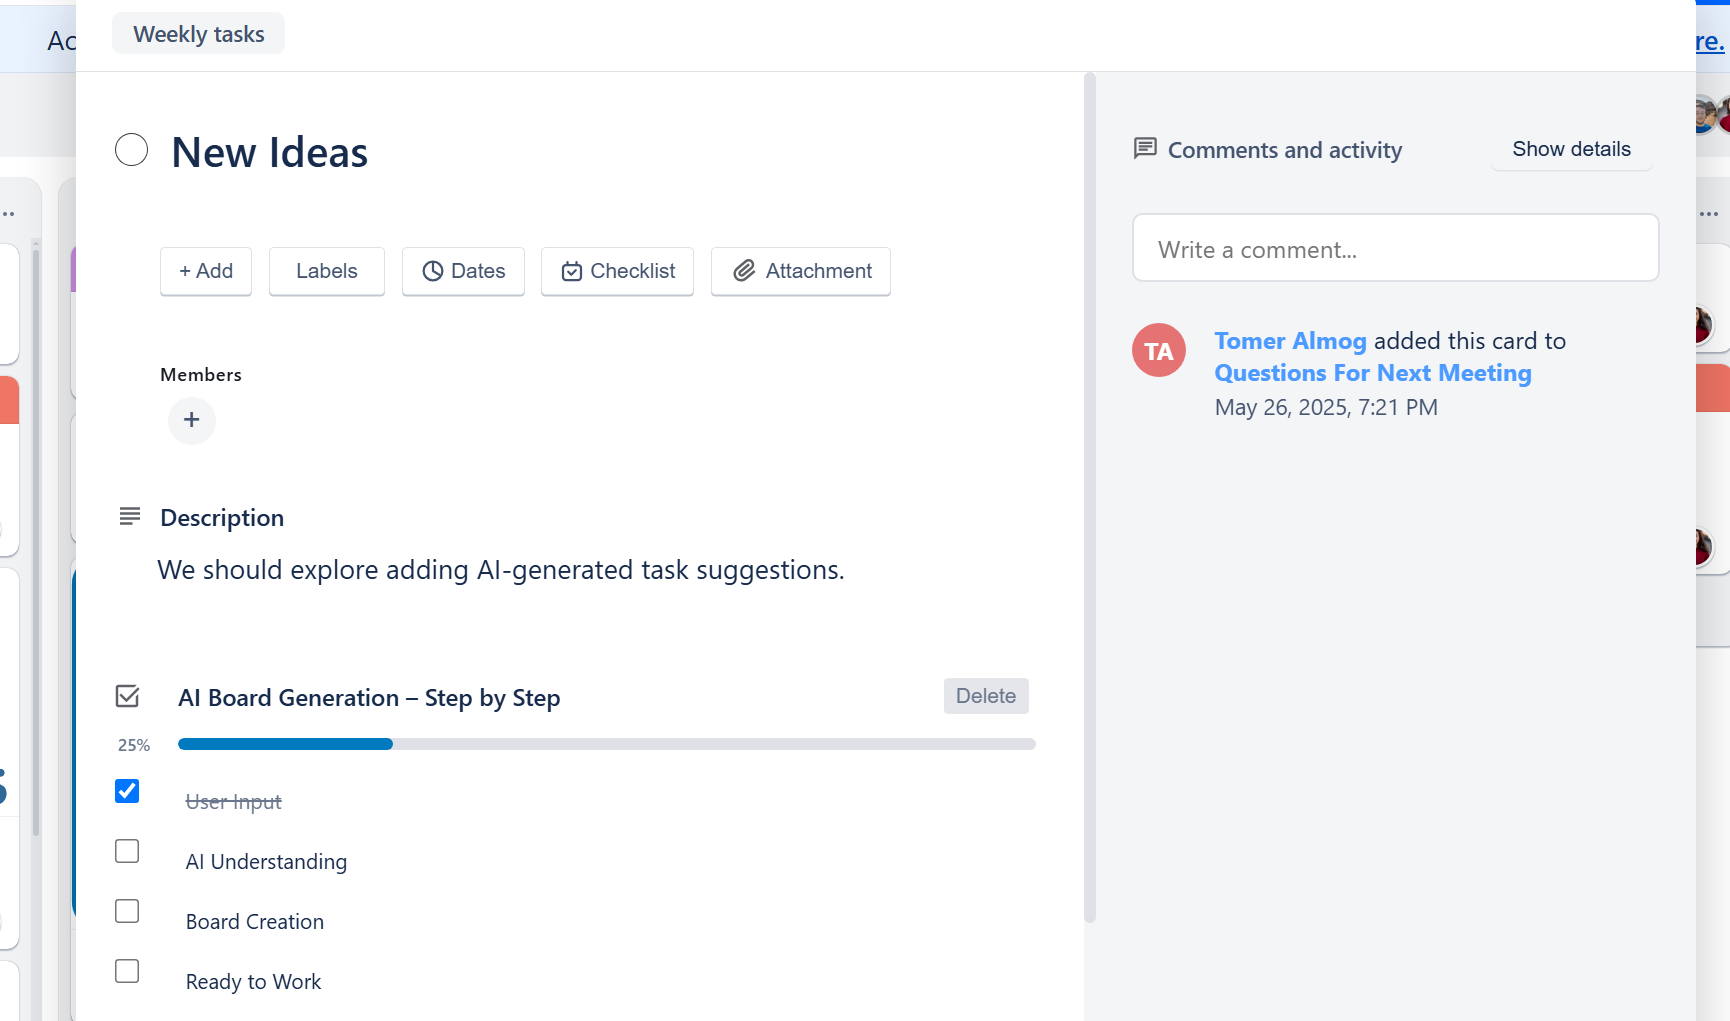 Weekly tasks
New Ideas
+ Add
Labels
Dates
Checklist
Attachment
Members
+
Description
We should explore adding AI-generated task suggestions.
AI Board Generation – Step by Step
Delete
25%
User Input
AI Understanding
Board Creation
Ready to Work
Comments and activity
Show details
Write a comment...
TA
Tomer Almog added this card to
Questions For Next Meeting
May 26, 2025, 7:21 PM